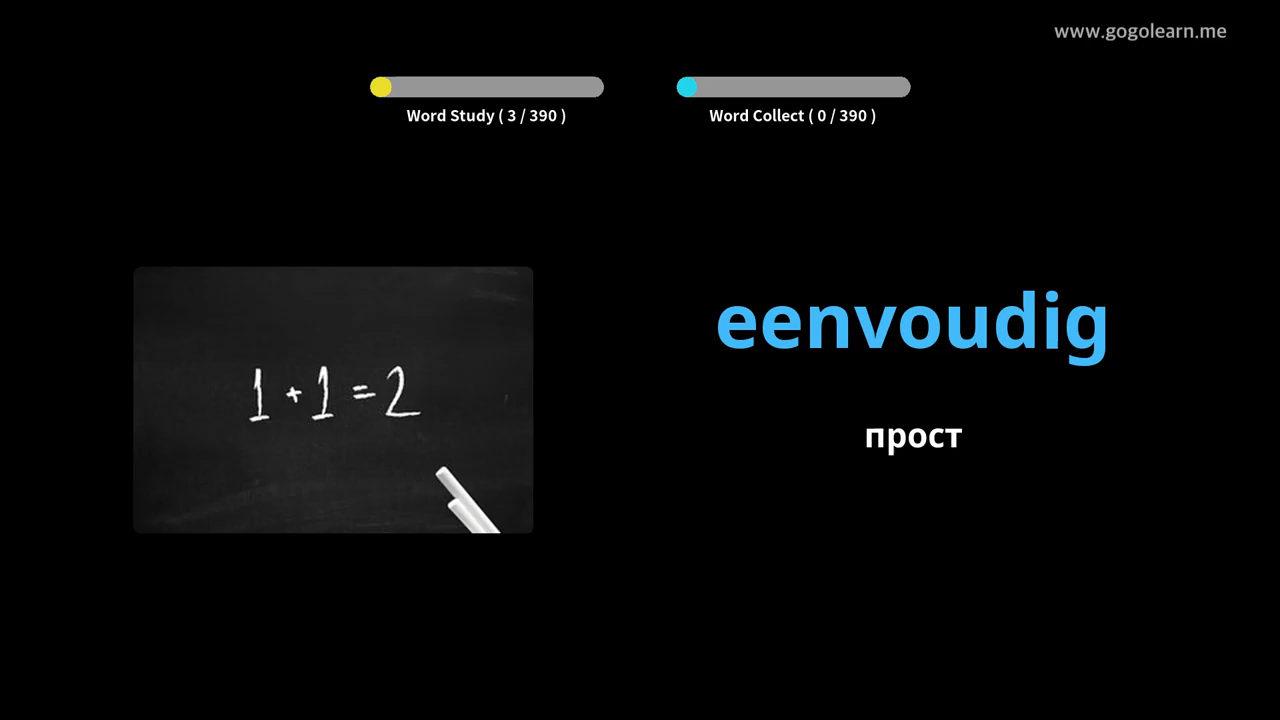 www.gogolearn.me
Word Study ( 3 / 390 )
Word Collect ( 0 / 390 )
1 + 1 = 2
eenvoudig
прост